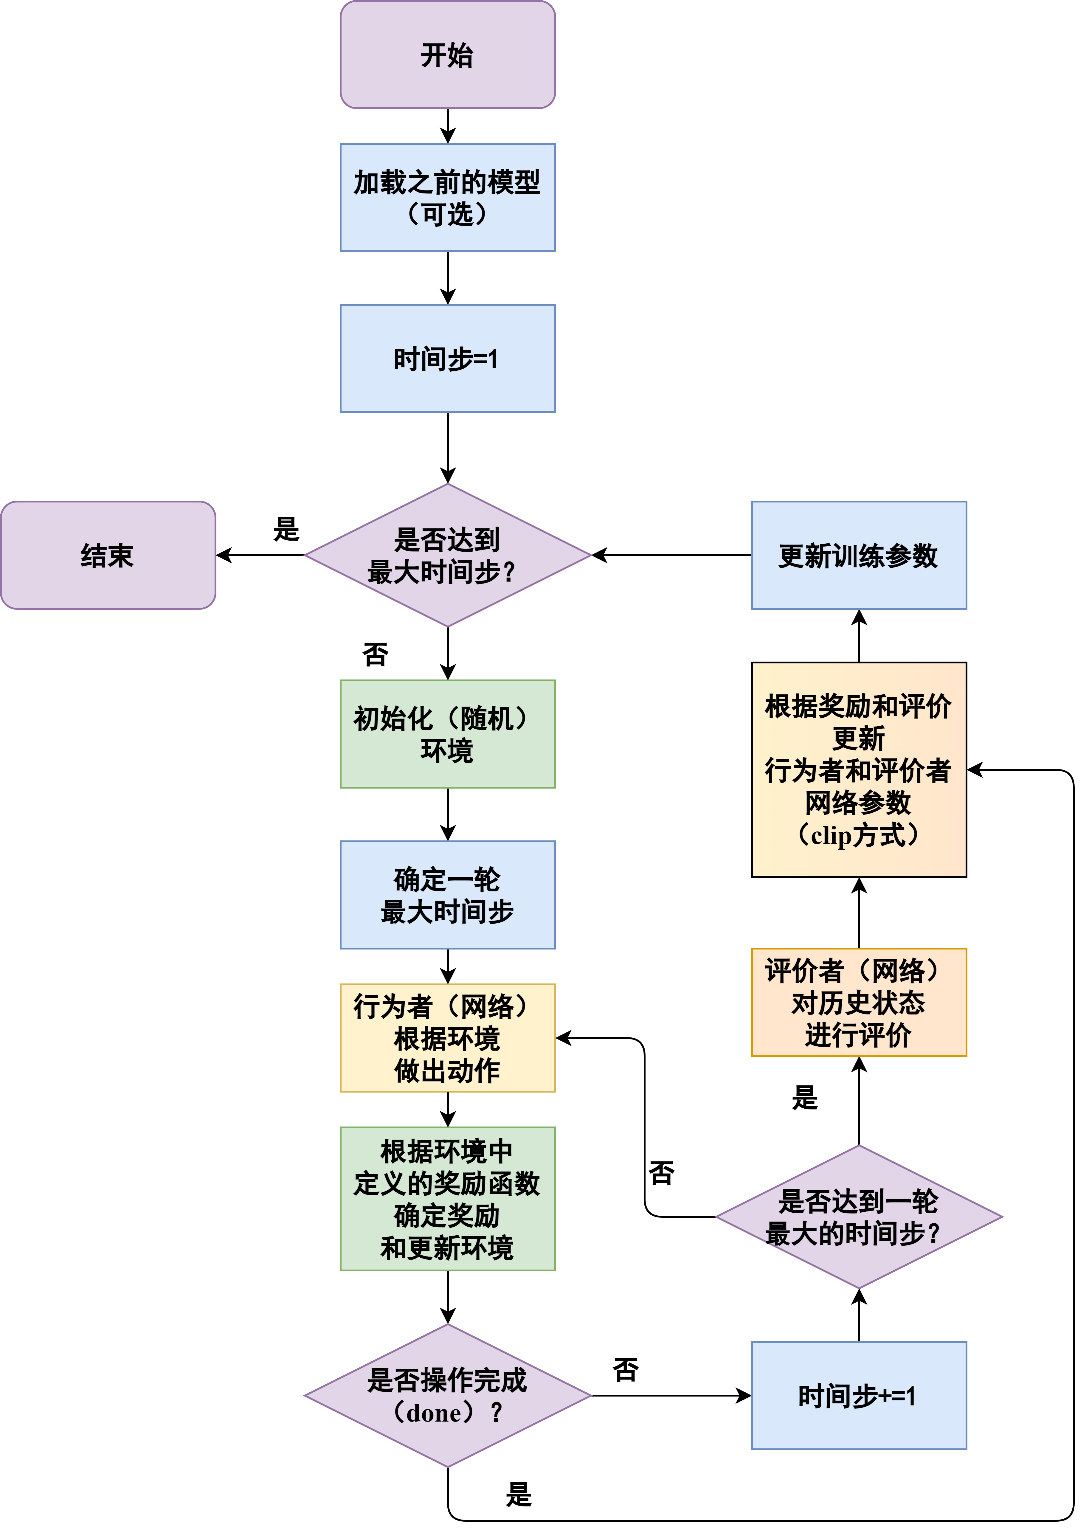 开始
加载之前的模型
（可选）
时间步=1
是否达到
最大时间步？
是
结束
否
初始化（随机）
环境
确定一轮
最大时间步
行为者（网络）
根据环境
做出动作
根据环境中
定义的奖励函数
确定奖励
和更新环境
是否操作完成
（done）？
否
是
时间步+=1
是否达到一轮
最大的时间步？
否
是
评价者（网络）
对历史状态
进行评价
根据奖励和评价
更新
行为者和评价者
网络参数
（clip方式）
更新训练参数